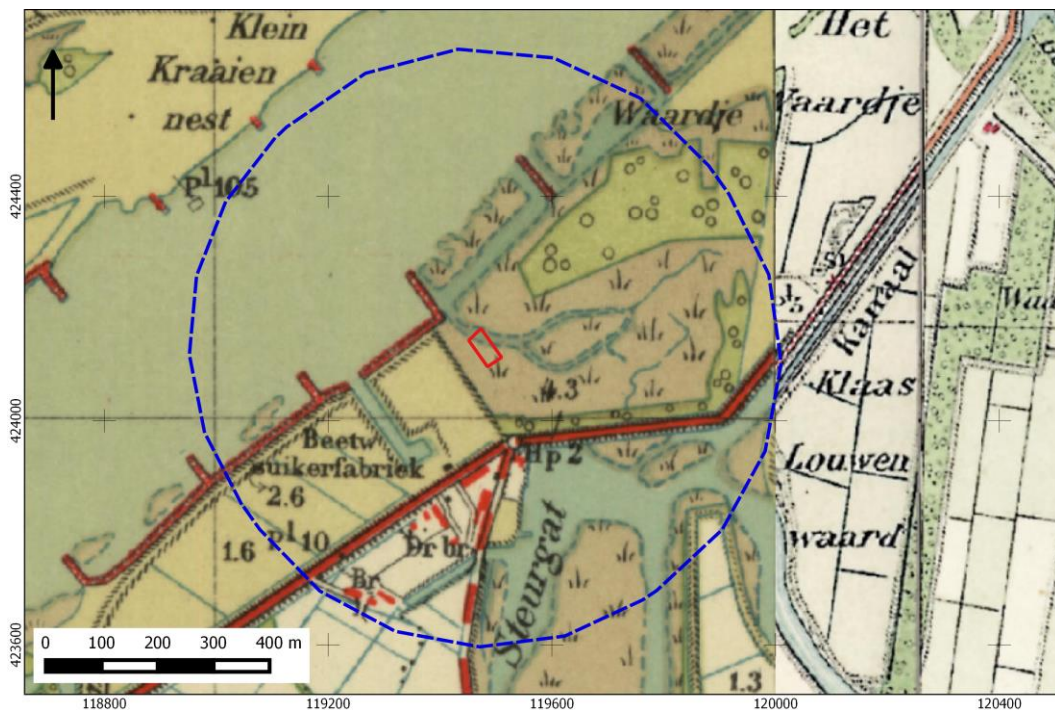 Klein
Kraaien
nest
Pl 10.5
Waardje
Het
Waardje
Kanaal
4.3
Klaas
Louwen
waard
Beetw
suikerfabriek
2.6
1.6 pl 10
Hp 2
Dr br
Br
Steurgat
1.3
424400
424000
423600
0 100 200 300 400 m
118800 119200 119600 120000 120400